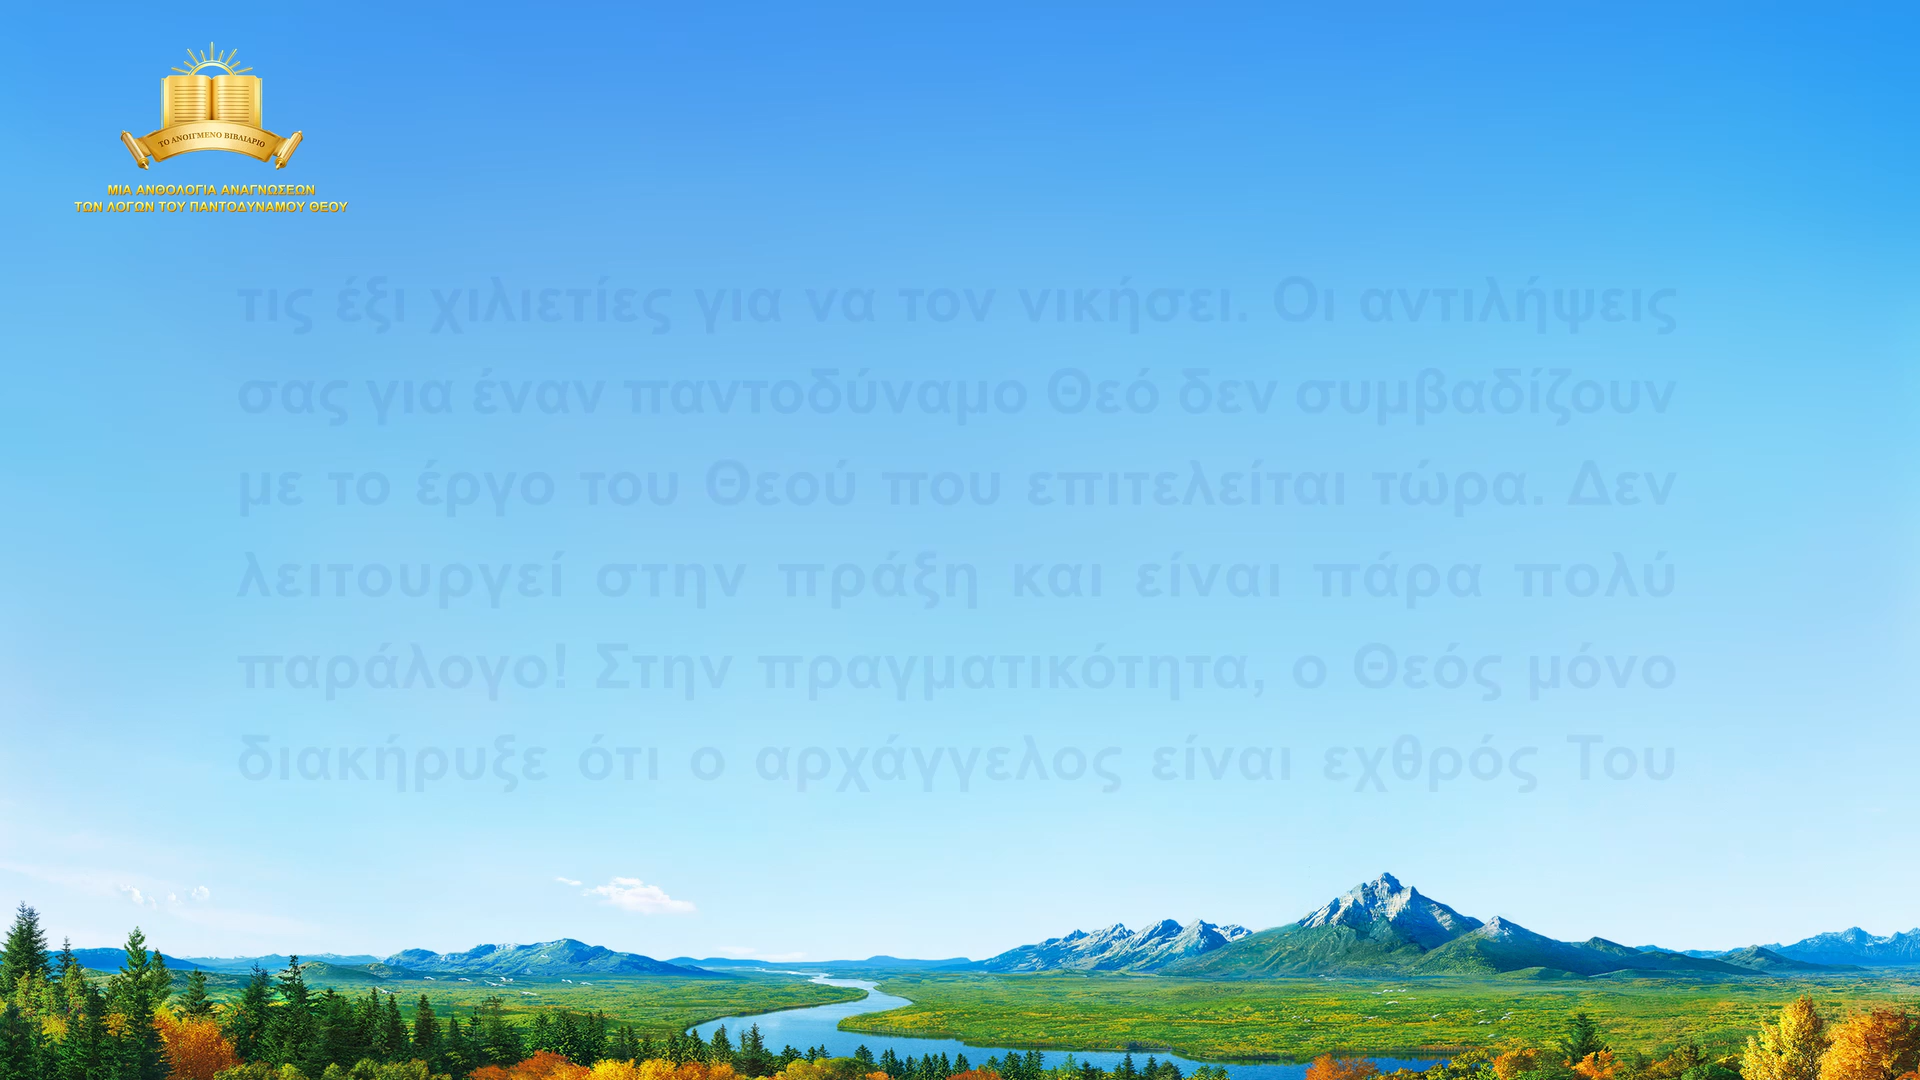 ΤΟ ΑΝΟΙΓΜΕΝΟ ΒΙΒΛΙΑΡΙΟ
ΜΙΑ ΑΝΘΟΛΟΓΙΑ ΑΝΑΓΝΩΣΕΩΝ
ΤΩΝ ΛΟΓΩΝ ΤΟΥ ΠΑΝΤΟΔΥΝΑΜΟΥ ΘΕΟΥ
τις έξι χιλιετίες για να τον νικήσει. Οι αντιλήψεις
σας για έναν παντοδύναμο Θεό δεν συμβαδίζουν
με το έργο του Θεού που επιτελείται τώρα. Δεν
λειτουργεί στην πράξη και είναι πάρα πολύ
παράλογο! Στην πραγματικότητα, ο Θεός μόνο
διακήρυξε ότι ο αρχάγγελος είναι εχθρός Του